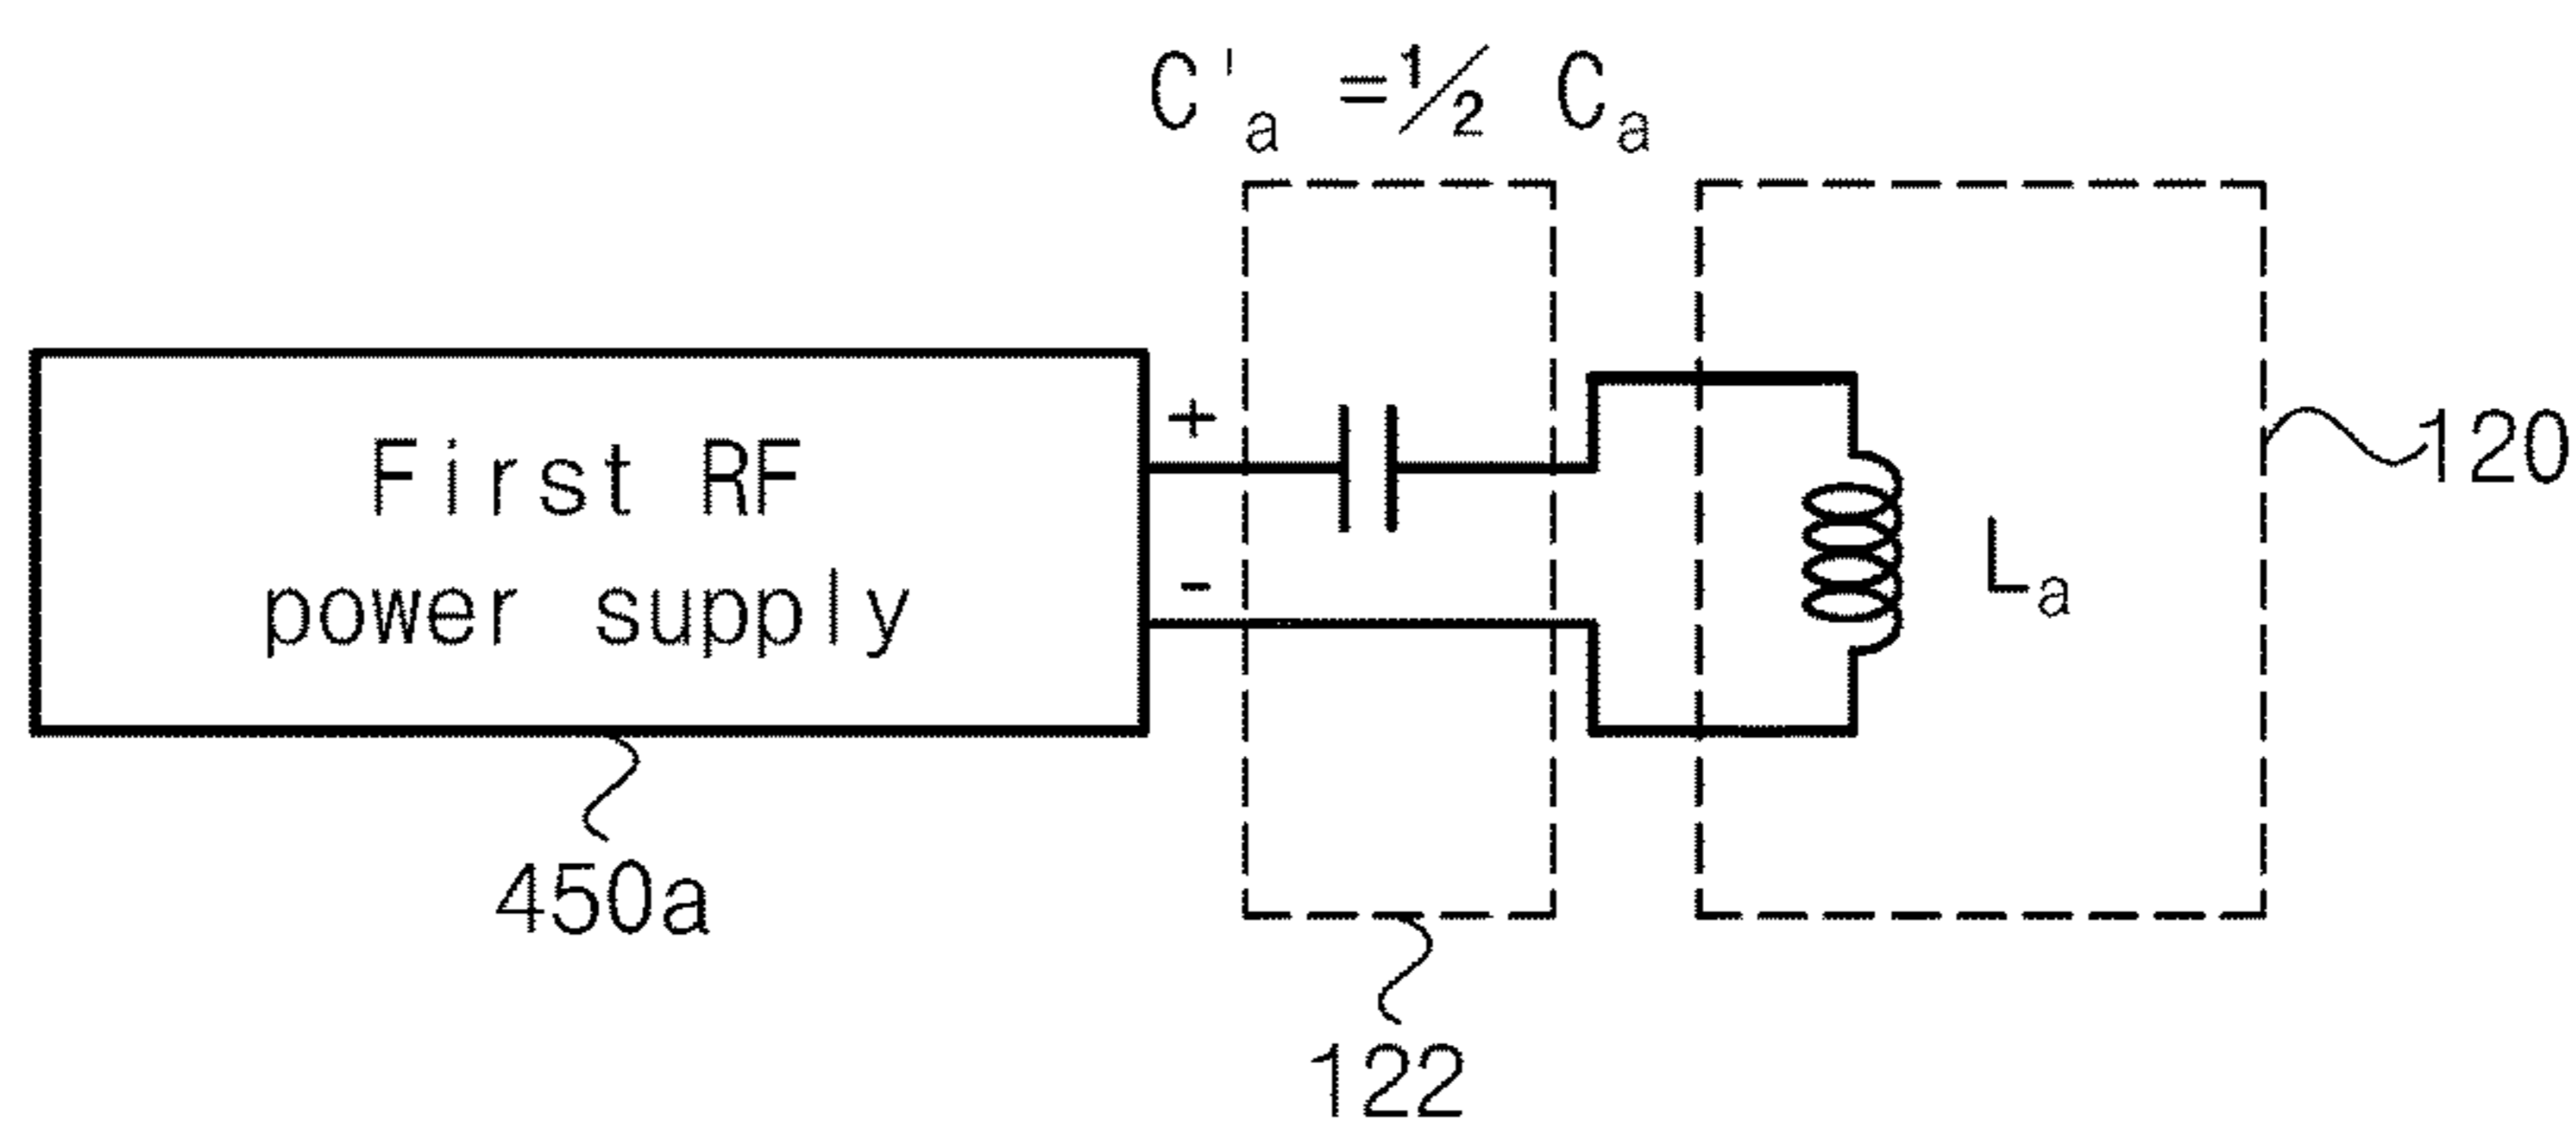 C'a =½ Ca
First RF
power supply
+
-
La
120
450a
122